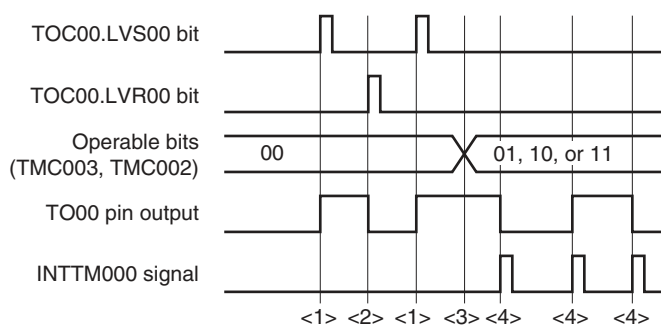 TOC00.LVS00 bit
TOC00.LVR00 bit
Operable bits
(TMC003, TMC002)
00
01, 10, or 11
TO00 pin output
INTTM000 signal
<1> <2> <1> <3> <4> <4> <4>